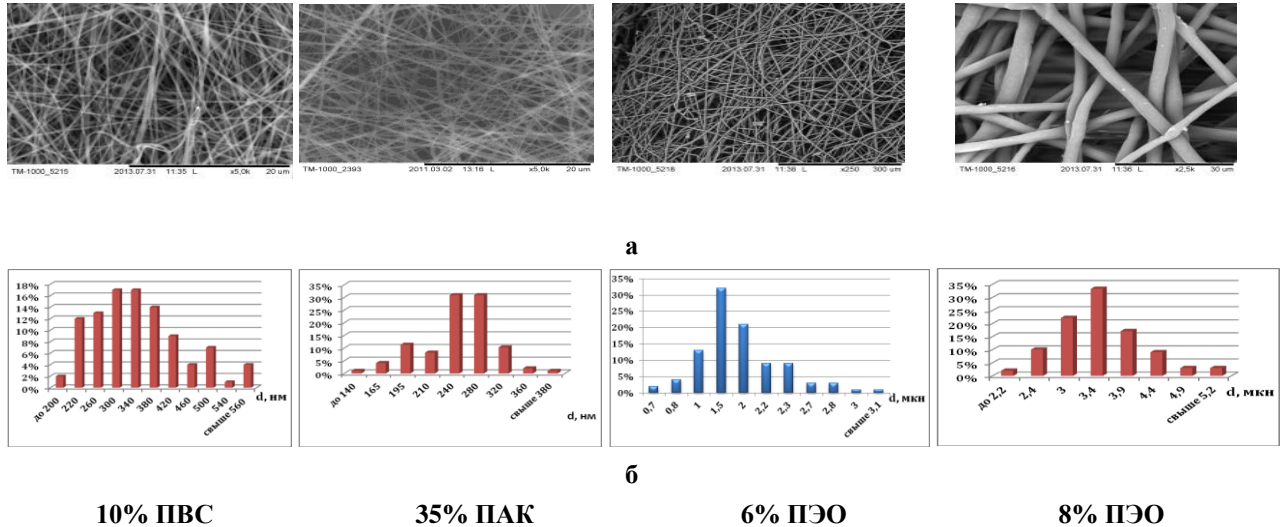 TM-1000_5215 2013.07.31 11:35 L x5,0k 20 um
TM-1000_2393 2011.03.02 13:16 L x5,0k 20 um
TM-1000_5218 2013.07.31 11:38 L x250 300 um
TM-1000_5216 2013.07.31 11:36 L x2,5k 30 um
а
18%
16%
14%
12%
10%
8%
6%
4%
2%
0%
до 200 220 260 300 340 380 420 460 500 540 свыше 560
d, нм
35%
30%
25%
20%
15%
10%
5%
0%
до 140 165 195 210 240 280 320 360 свыше 380
d, нм
35%
30%
25%
20%
15%
10%
5%
0%
0,7 0,8 1 1,5 2 2,2 2,3 2,7 2,8 3 свыше 3,1
d, мкн
35%
30%
25%
20%
15%
10%
5%
0%
до 2,2 2,4 3 3,4 3,9 4,4 4,9 свыше 5,2
d, мкн
б
10% ПВС 35% ПАК 6% ПЭО 8% ПЭО